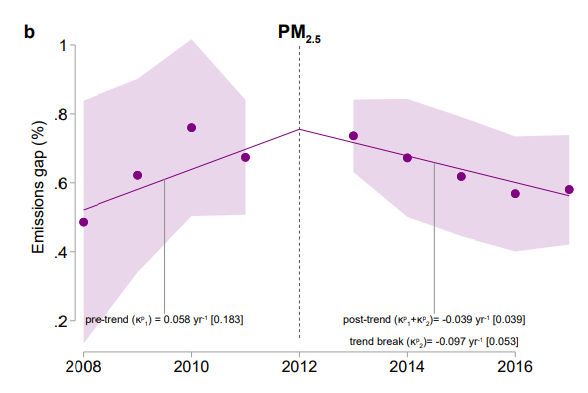 b
PM2.5
Emissions gap (%)
1
.8
.6
.4
.2
pre-trend (κᵖ₁) = 0.058 yr⁻¹ [0.183]
post-trend (κᵖ₁+κᵖ₂)= -0.039 yr⁻¹ [0.039]
trend break (κᵖ₂)= -0.097 yr⁻¹ [0.053]
2008 2010 2012 2014 2016